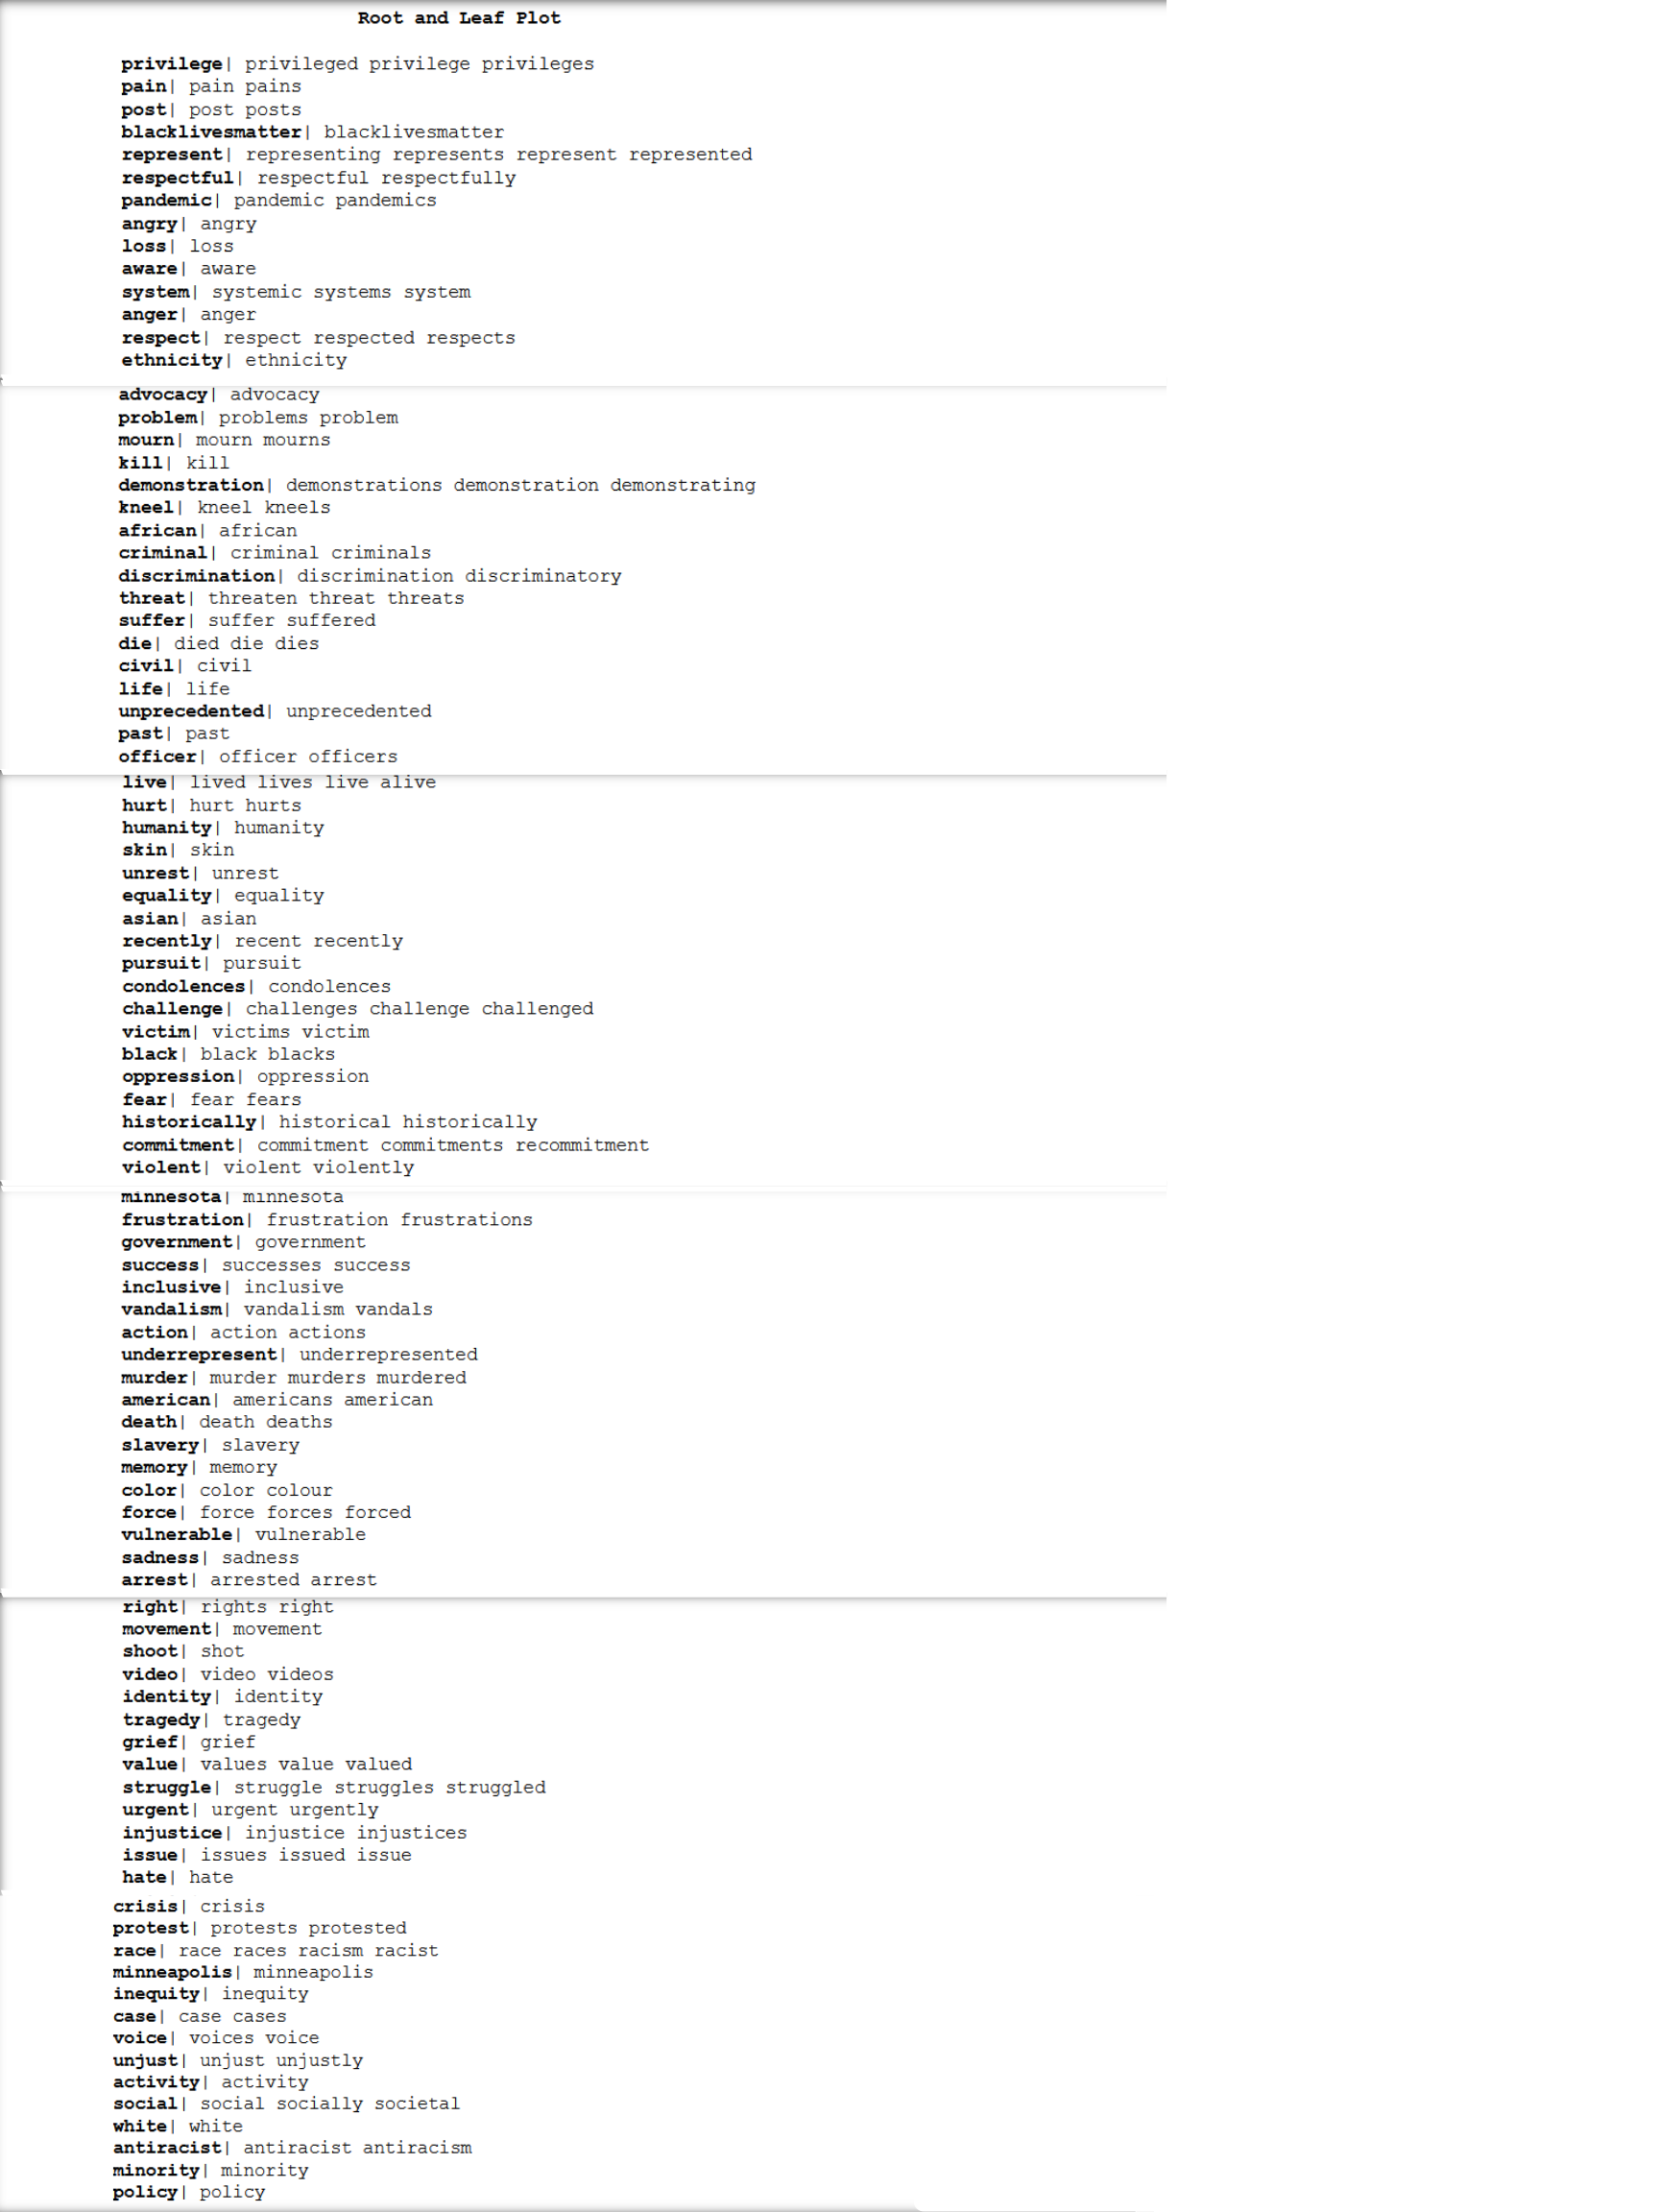 Root and Leaf Plot
privilege| privileged privilege privileges
pain| pain pains
post| post posts
blacklivesmatter| blacklivesmatter
represent| representing represents represent represented
respectful| respectful respectfully
pandemic| pandemic pandemics
angry| angry
loss| loss
aware| aware
system| systemic systems system
anger| anger
respect| respect respected respects
ethnicity| ethnicity
advocacy| advocacy
problem| problems problem
mourn| mourn mourns
kill| kill
demonstration| demonstrations demonstration demonstrating
kneel| kneel kneels
african| african
criminal| criminal criminals
discrimination| discrimination discriminatory
threat| threaten threat threats
suffer| suffer suffered
die| died die dies
civil| civil
life| life
unprecedented| unprecedented
past| past
officer| officer officers
live| lived lives live alive
hurt| hurt hurts
humanity| humanity
skin| skin
unrest| unrest
equality| equality
asian| asian
recently| recent recently
pursuit| pursuit
condolences| condolences
challenge| challenges challenge challenged
victim| victims victim
black| black blacks
oppression| oppression
fear| fear fears
historically| historical historically
commitment| commitment commitments recommitment
violent| violent violently
minnesota| minnesota
frustration| frustration frustrations
government| government
success| successes success
inclusive| inclusive
vandalism| vandalism vandals
action| action actions
underrepresent| underrepresented
murder| murder murders murdered
american| americans american
death| death deaths
slavery| slavery
memory| memory
color| color colour
force| force forces forced
vulnerable| vulnerable
sadness| sadness
arrest| arrested arrest
right| rights right
movement| movement
shoot| shot
video| video videos
identity| identity
tragedy| tragedy
grief| grief
value| values value valued
struggle| struggle struggles struggled
urgent| urgent urgently
injustice| injustice injustices
issue| issues issued issue
hate| hate
crisis| crisis
protest| protests protested
race| race races racism racist
minneapolis| minneapolis
inequity| inequity
case| case cases
voice| voices voice
unjust| unjust unjustly
activity| activity
social| social socially societal
white| white
antiracist| antiracist antiracism
minority| minority
policy| policy